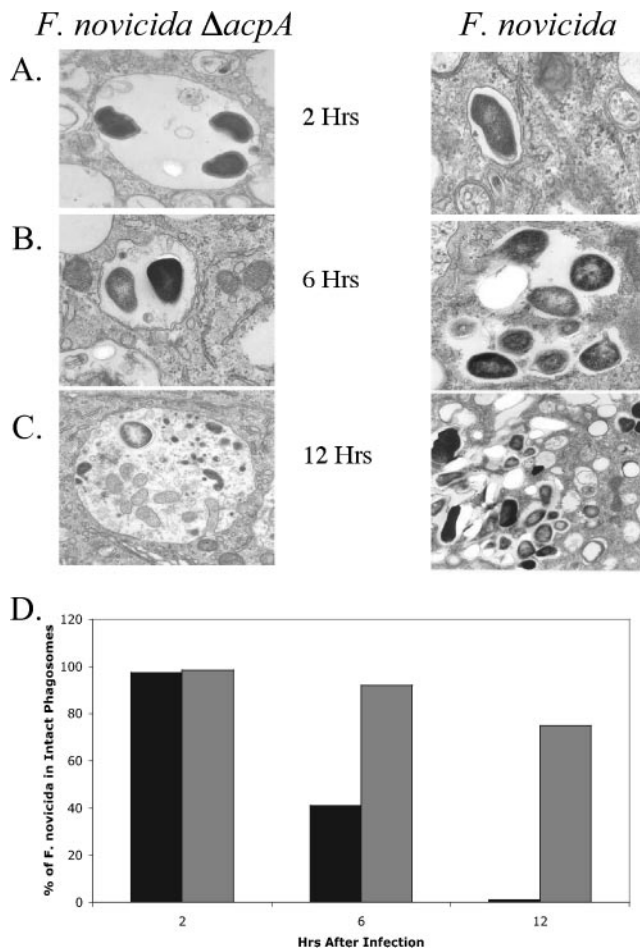 F. novicida ΔacpA F. novicida
A.
2 Hrs
B.
6 Hrs
C.
12 Hrs
D.
120
100
80
60
40
20
0
% of F. novicida in Intact Phagosomes
2 6 12
Hrs After Infection